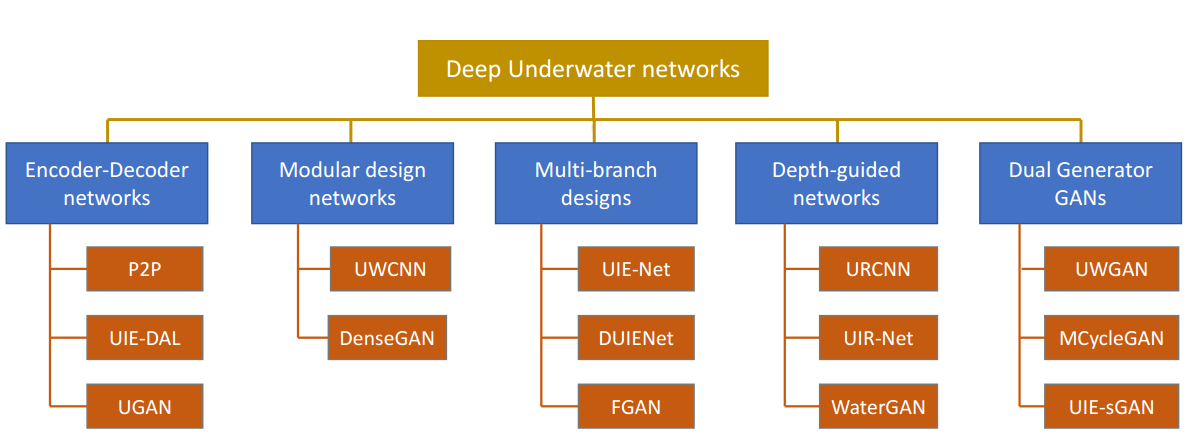 Deep Underwater networks
Encoder-Decoder
networks
P2P
UIE-DAL
UGAN
Modular design
networks
UWCNN
DenseGAN
Multi-branch
designs
UIE-Net
DUIENet
FGAN
Depth-guided
networks
URCNN
UIR-Net
WaterGAN
Dual Generator
GANs
UWGAN
MCycleGAN
UIE-sGAN